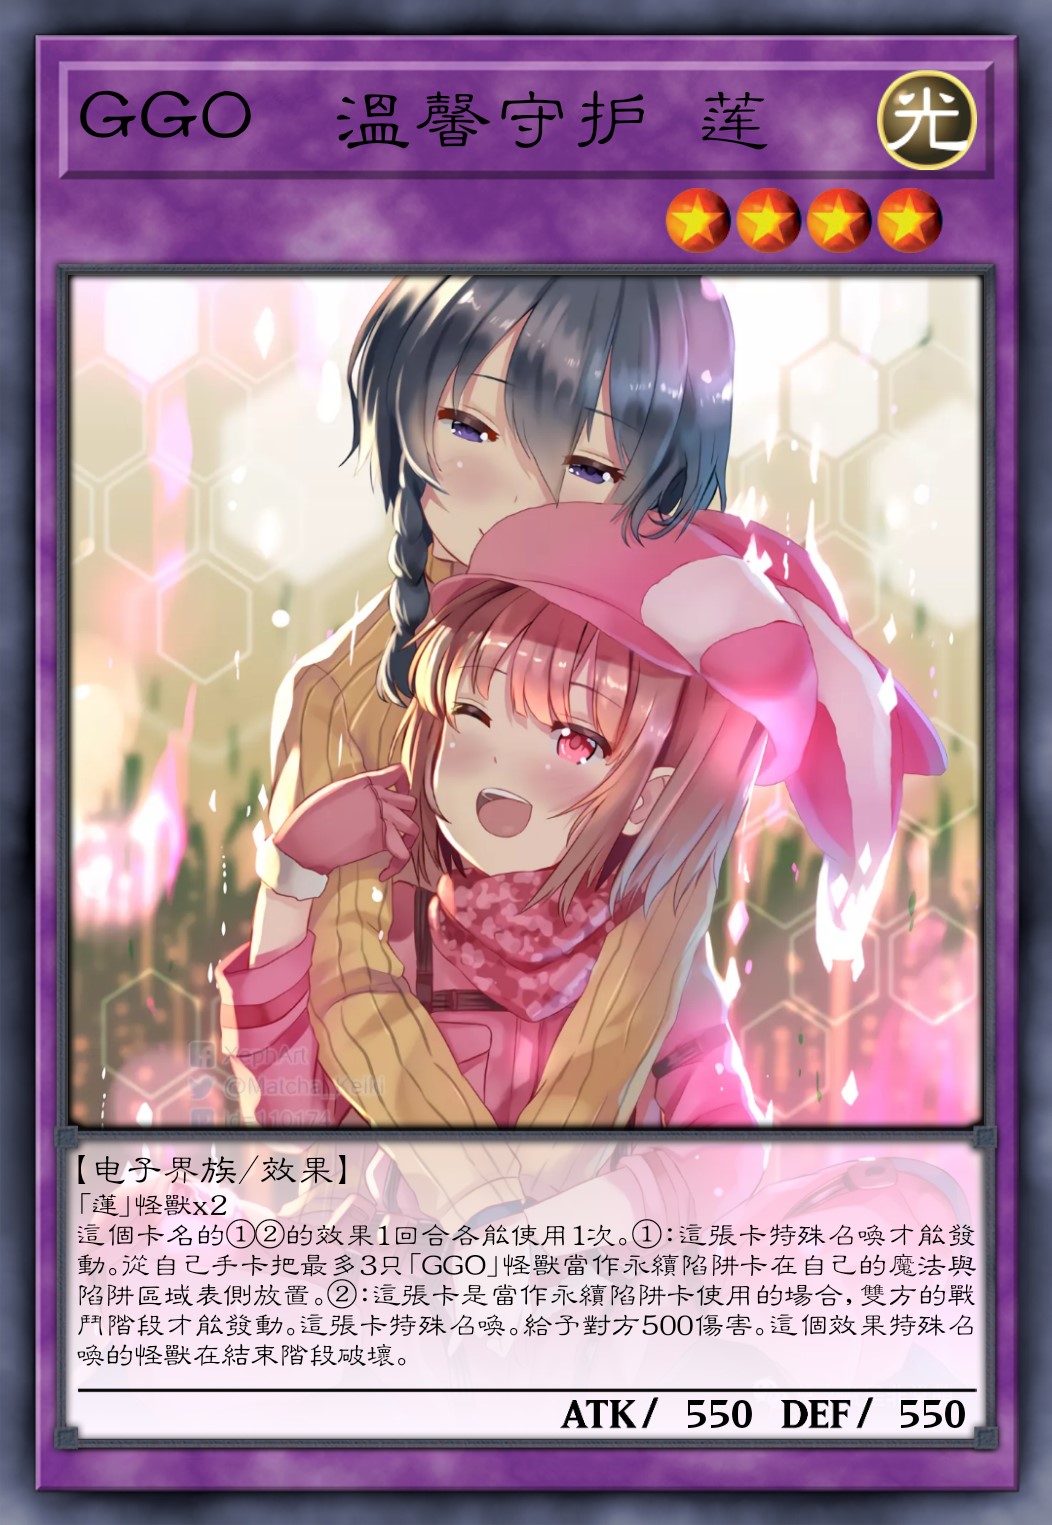 GGO 溫馨守护 莲
光
XephArt
@Matcha_Keiki
id=110174
【电子界族/效果】
「蓮」怪獸x2
這個卡名的①②的效果1回合各能使用1次。①：這張卡特殊召喚才能發
動。從自己手卡把最多3只「GGO」怪獸當作永續陷阱卡在自己的魔法與
陷阱區域表側放置。②：這張卡是當作永續陷阱卡使用的場合，雙方的戰
鬥階段才能發動。這張卡特殊召喚。給予對方500傷害。這個效果特殊召
喚的怪獸在結束階段破壞。
ATK/ 550 DEF/ 550